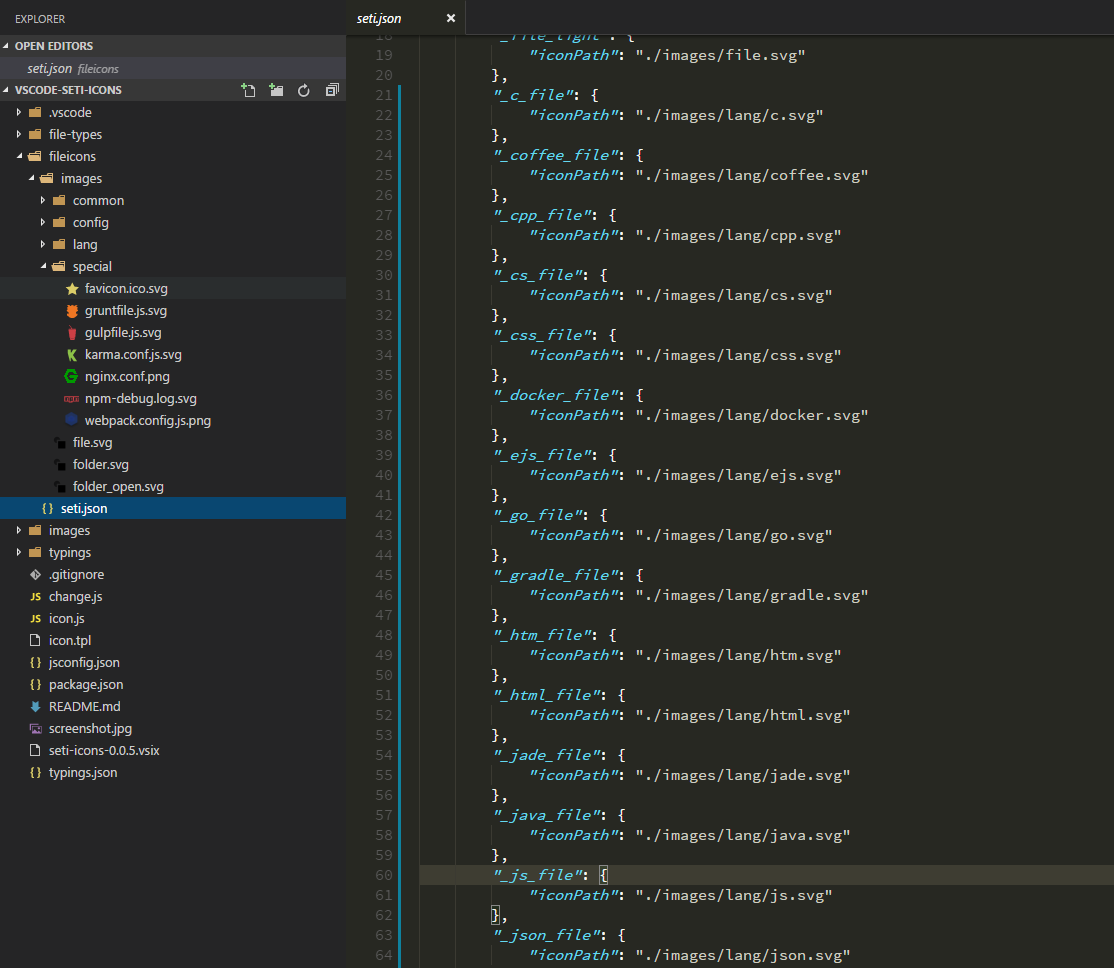 EXPLORER
OPEN EDITORS
seti.json fileicons
VSCODE-SETI-ICONS
.vscode
file-types
fileicons
images
common
config
lang
special
favicon.ico.svg
gruntfile.js.svg
gulpfile.js.svg
karma.conf.js.svg
nginx.conf.png
npm-debug.log.svg
webpack.config.js.png
file.svg
folder.svg
folder_open.svg
{} seti.json
images
typings
.gitignore
JS change.js
JS icon.js
icon.tpl
{} jsconfig.json
{} package.json
README.md
screenshot.jpg
seti-icons-0.0.5.vsix
{} typings.json
seti.json
18 "_file_light": {
19 "iconPath": "./images/file.svg"
20 },
21 "_c_file": {
22 "iconPath": "./images/lang/c.svg"
23 },
24 "_coffee_file": {
25 "iconPath": "./images/lang/coffee.svg"
26 },
27 "_cpp_file": {
28 "iconPath": "./images/lang/cpp.svg"
29 },
30 "_cs_file": {
31 "iconPath": "./images/lang/cs.svg"
32 },
33 "_css_file": {
34 "iconPath": "./images/lang/css.svg"
35 },
36 "_docker_file": {
37 "iconPath": "./images/lang/docker.svg"
38 },
39 "_ejs_file": {
40 "iconPath": "./images/lang/ejs.svg"
41 },
42 "_go_file": {
43 "iconPath": "./images/lang/go.svg"
44 },
45 "_gradle_file": {
46 "iconPath": "./images/lang/gradle.svg"
47 },
48 "_htm_file": {
49 "iconPath": "./images/lang/htm.svg"
50 },
51 "_html_file": {
52 "iconPath": "./images/lang/html.svg"
53 },
54 "_jade_file": {
55 "iconPath": "./images/lang/jade.svg"
56 },
57 "_java_file": {
58 "iconPath": "./images/lang/java.svg"
59 },
60 "_js_file": {
61 "iconPath": "./images/lang/js.svg"
62 },
63 "_json_file": {
64 "iconPath": "./images/lang/json.svg"